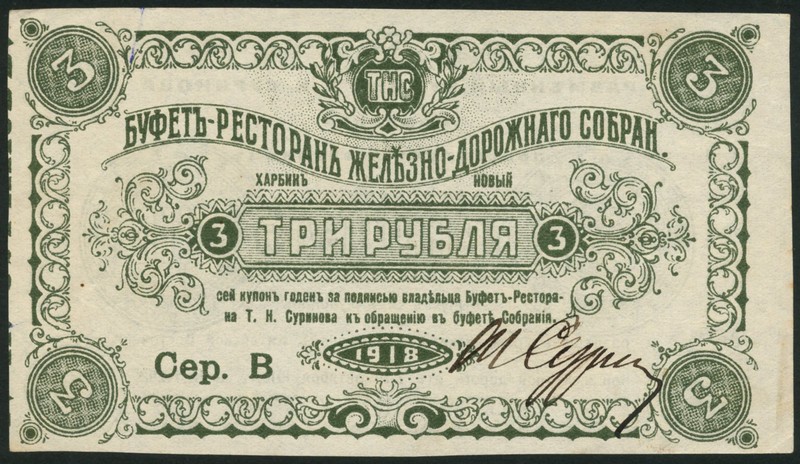 3 3
ТНС
БУФЕТЪ-РЕСТОРАНЪ ЖЕЛѢЗНО-ДОРОЖНАГО СОБРАН.
ХАРБИНЪ НОВЫЙ
3 ТРИ РУБЛЯ 3
сей купонъ годенъ за подписью владѣльца Буфетъ-Рестора-
на Т. Н. Суринова къ обращенію въ буфетѣ Собранія.
Сер. В 1918
3 3